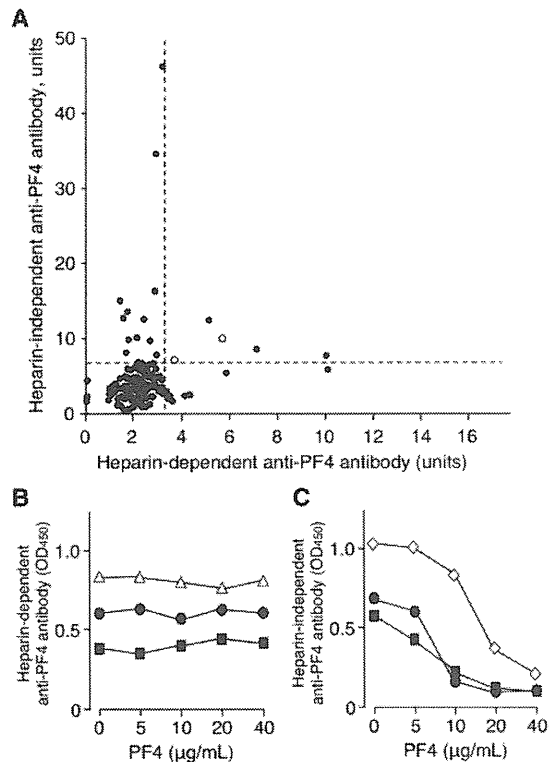 A
Heparin-independent anti-PF4 antibody, units
50
40
30
20
10
0
0 2 4 6 8 10 12 14 16
Heparin-dependent anti-PF4 antibody (units)
B
Heparin-dependent
anti-PF4 antibody (OD450)
1.0
0.5
0
0 5 10 20 40
PF4 (µg/mL)
C
Heparin-independent
anti-PF4 antibody (OD450)
1.0
0.5
0
0 5 10 20 40
PF4 (µg/mL)